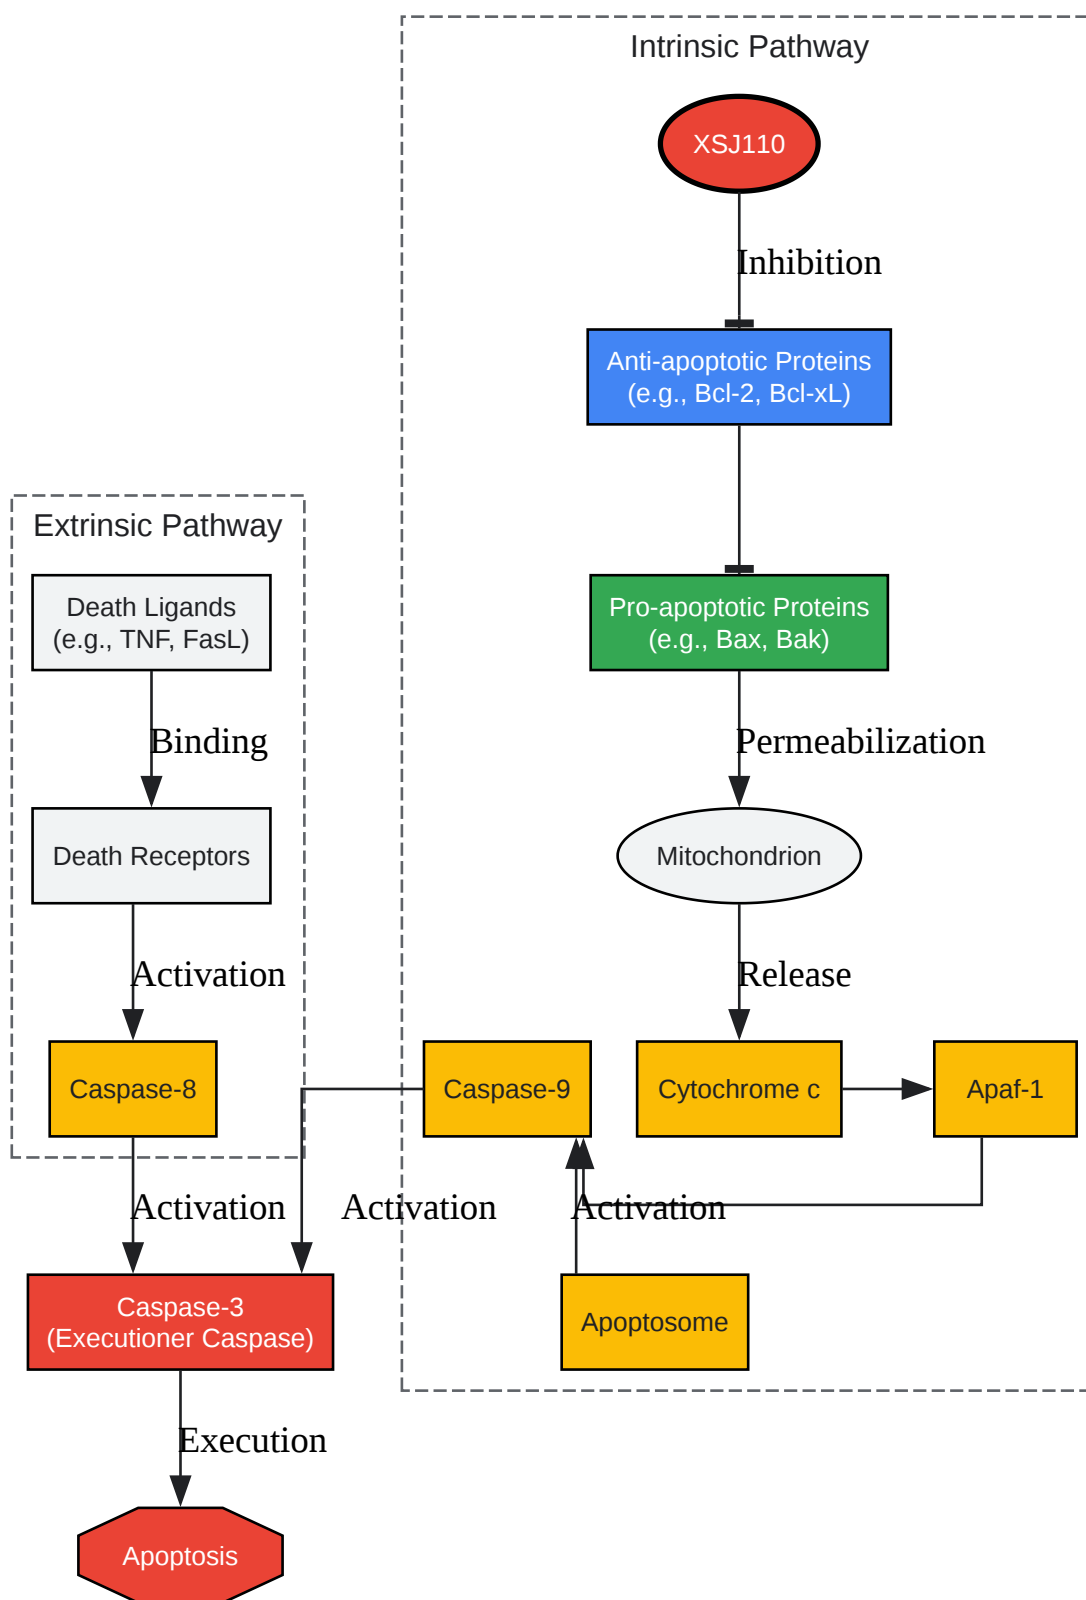 Intrinsic Pathway
XSJ110
Inhibition
Anti-apoptotic Proteins
(e.g., Bcl-2, Bcl-xL)
Extrinsic Pathway
Death Ligands
(e.g., TNF, FasL)
Pro-apoptotic Proteins
(e.g., Bax, Bak)
Binding
Permeabilization
Death Receptors
Mitochondrion
Activation
Release
Caspase-8
Caspase-9
Cytochrome c
Apaf-1
Activation
Activation
Activation
Caspase-3
(Executioner Caspase)
Apoptosome
Execution
Apoptosis